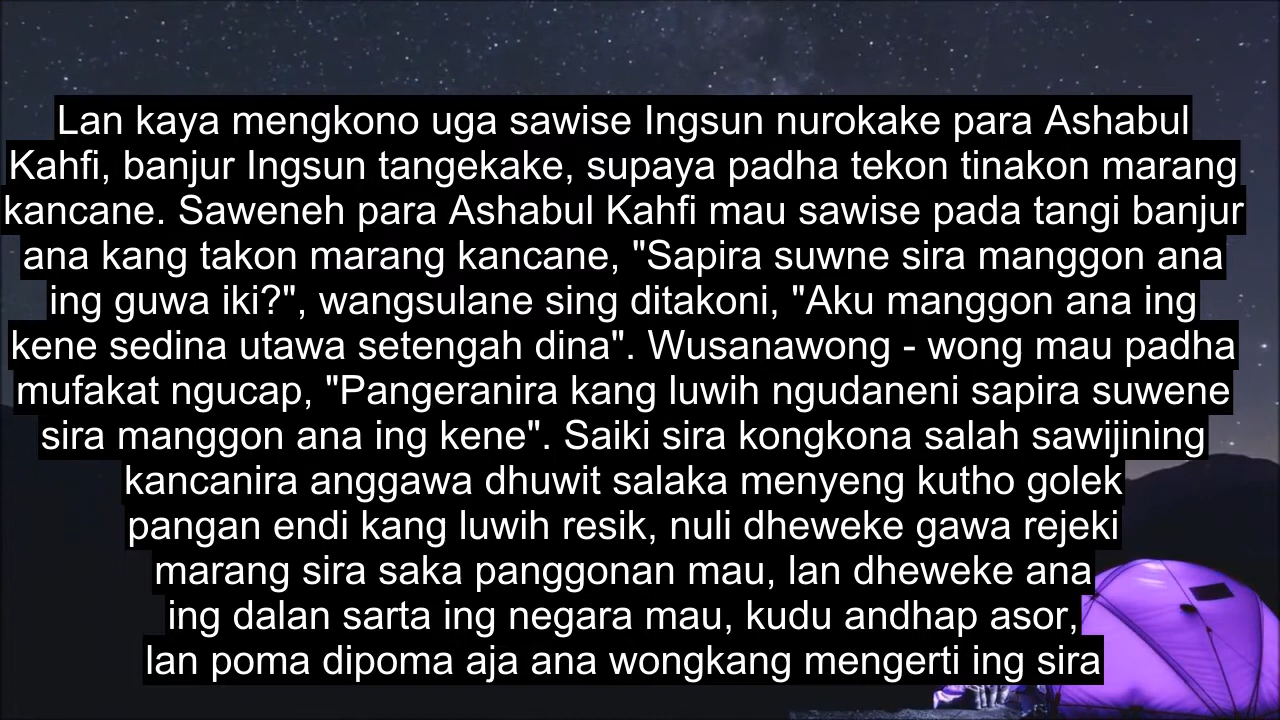 Lan kaya mengkono uga sawise Ingsun nurokake para Ashabul
Kahfi, banjur Ingsun tangekake, supaya padha tekon tinakon marang
kancane. Saweneh para Ashabul Kahfi mau sawise pada tangi banjur
ana kang takon marang kancane, "Sapira suwne sira manggon ana
ing guwa iki?", wangsulane sing ditakoni, "Aku manggon ana ing
kene sedina utawa setengah dina". Wusanawong - wong mau padha
mufakat ngucap, "Pangeranira kang luwih ngudaneni sapira suwene
sira manggon ana ing kene". Saiki sira kongkona salah sawijining
kancanira anggawa dhuwit salaka menyeng kutho golek
pangan endi kang luwih resik, nuli dheweke gawa rejeki
marang sira saka panggonan mau, lan dheweke ana
ing dalan sarta ing negara mau, kudu andhap asor,
lan poma dipoma aja ana wongkang mengerti ing sira